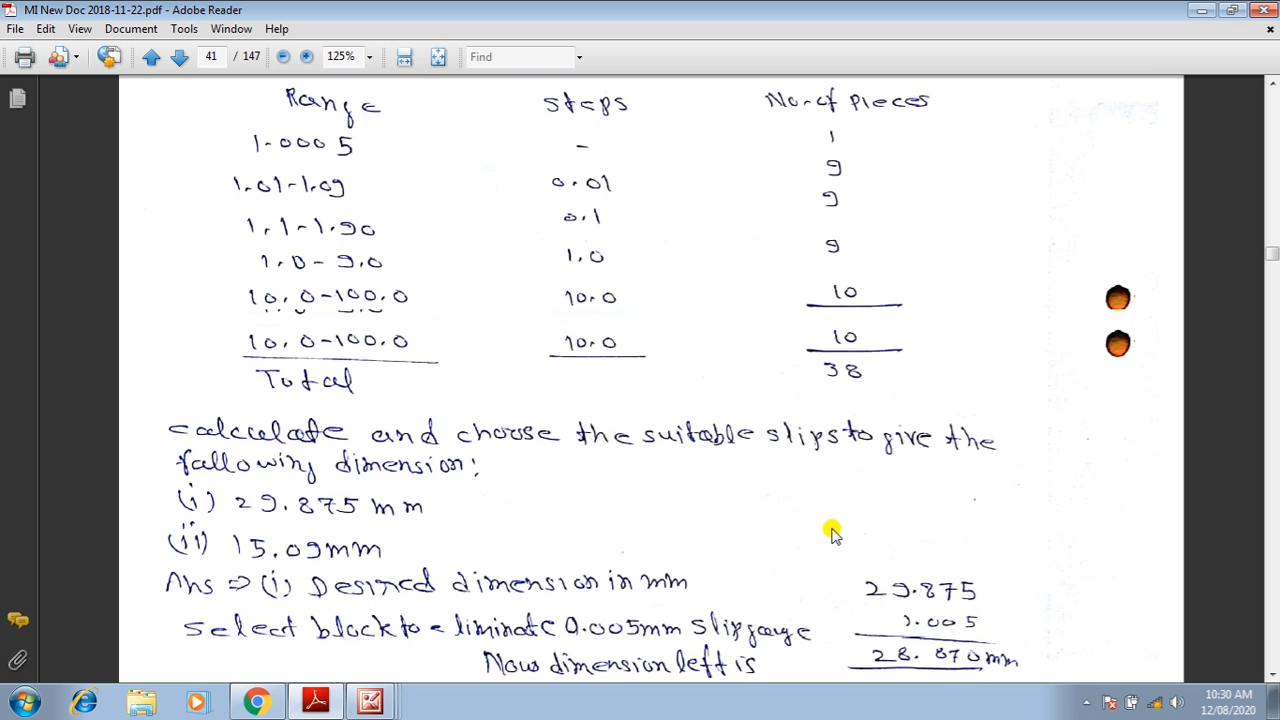 MI New Doc 2018-11-22.pdf - Adobe Reader
File Edit View Document Tools Window Help
41 / 147 125% Find
Range steps No. of pieces
1.0005 - 1
1.01-1.09 0.01 9
1.1-1.90 0.1 9
1.0-9.0 1.0 9
10.0-100.0 10.0 10
10.0-100.0 10.0 10
Total 38
calculate and choose the suitable slips to give the
following dimension:
(i) 29.875 mm
(ii) 15.09mm
Ans ⇒ (i) Desired dimension in mm 29.875
select block to eliminate 0.005mm slip gauge 1.005
Now dimension left is 28.870mm
10:30 AM
12/08/2020